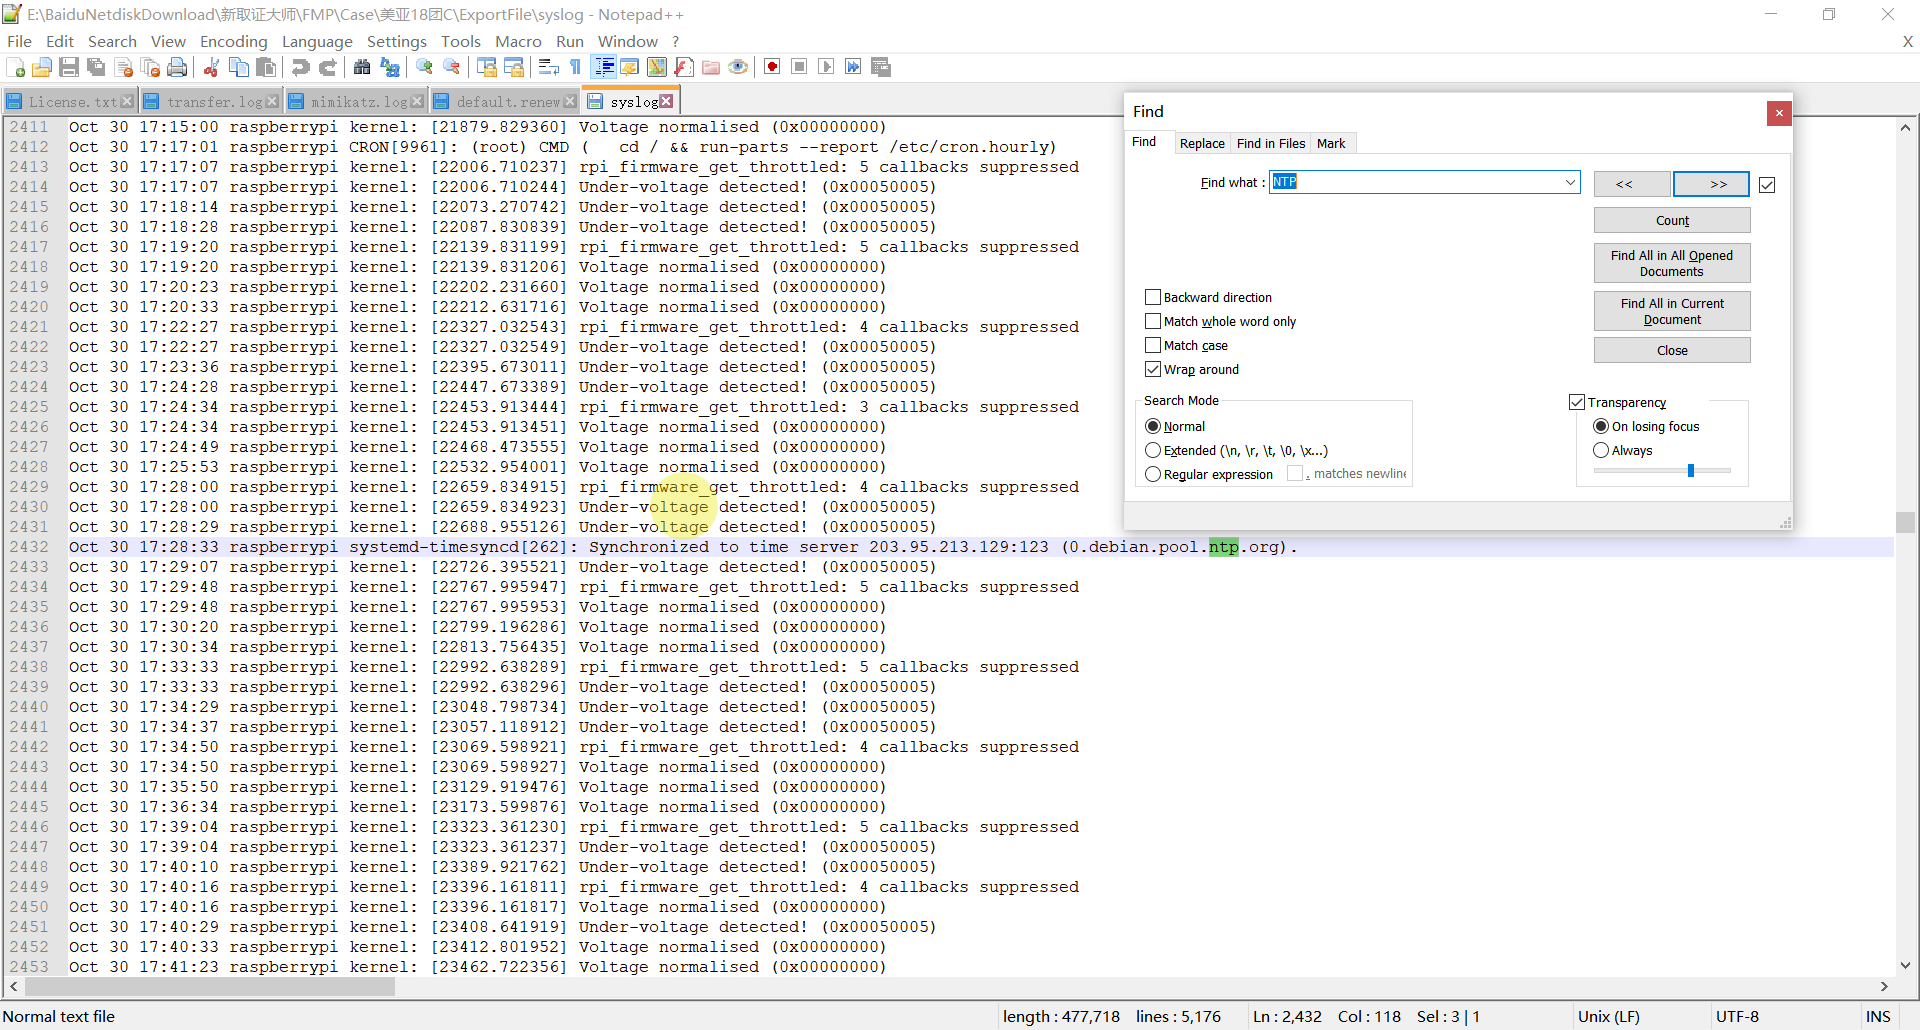 E:\BaiduNetdiskDownload\新取证大师\FMP\Case\美亚18团C\ExportFile\syslog - Notepad++
File Edit Search View Encoding Language Settings Tools Macro Run Window ? X
License.txt transfer.log mimikatz.log default.renew syslog
2411 Oct 30 17:15:00 raspberrypi kernel: [21879.829360] Voltage normalised (0x00000000)
2412 Oct 30 17:17:01 raspberrypi CRON[9961]: (root) CMD (   cd / && run-parts --report /etc/cron.hourly)
2413 Oct 30 17:17:07 raspberrypi kernel: [22006.710237] rpi_firmware_get_throttled: 5 callbacks suppressed
2414 Oct 30 17:17:07 raspberrypi kernel: [22006.710244] Under-voltage detected! (0x00050005)
2415 Oct 30 17:18:14 raspberrypi kernel: [22073.270742] Under-voltage detected! (0x00050005)
2416 Oct 30 17:18:28 raspberrypi kernel: [22087.830839] Under-voltage detected! (0x00050005)
2417 Oct 30 17:19:20 raspberrypi kernel: [22139.831199] rpi_firmware_get_throttled: 5 callbacks suppressed
2418 Oct 30 17:19:20 raspberrypi kernel: [22139.831206] Voltage normalised (0x00000000)
2419 Oct 30 17:20:23 raspberrypi kernel: [22202.231660] Voltage normalised (0x00000000)
2420 Oct 30 17:20:33 raspberrypi kernel: [22212.631716] Voltage normalised (0x00000000)
2421 Oct 30 17:22:27 raspberrypi kernel: [22327.032543] rpi_firmware_get_throttled: 4 callbacks suppressed
2422 Oct 30 17:22:27 raspberrypi kernel: [22327.032549] Under-voltage detected! (0x00050005)
2423 Oct 30 17:23:36 raspberrypi kernel: [22395.673011] Under-voltage detected! (0x00050005)
2424 Oct 30 17:24:28 raspberrypi kernel: [22447.673389] Under-voltage detected! (0x00050005)
2425 Oct 30 17:24:34 raspberrypi kernel: [22453.913444] rpi_firmware_get_throttled: 3 callbacks suppressed
2426 Oct 30 17:24:34 raspberrypi kernel: [22453.913451] Voltage normalised (0x00000000)
2427 Oct 30 17:24:49 raspberrypi kernel: [22468.473555] Voltage normalised (0x00000000)
2428 Oct 30 17:25:53 raspberrypi kernel: [22532.954001] Voltage normalised (0x00000000)
2429 Oct 30 17:28:00 raspberrypi kernel: [22659.834915] rpi_firmware_get_throttled: 4 callbacks suppressed
2430 Oct 30 17:28:00 raspberrypi kernel: [22659.834923] Under-voltage detected! (0x00050005)
2431 Oct 30 17:28:29 raspberrypi kernel: [22688.955126] Under-voltage detected! (0x00050005)
2432 Oct 30 17:28:33 raspberrypi systemd-timesyncd[262]: Synchronized to time server 203.95.213.129:123 (0.debian.pool.ntp.org).
2433 Oct 30 17:29:07 raspberrypi kernel: [22726.395521] Under-voltage detected! (0x00050005)
2434 Oct 30 17:29:48 raspberrypi kernel: [22767.995947] rpi_firmware_get_throttled: 5 callbacks suppressed
2435 Oct 30 17:29:48 raspberrypi kernel: [22767.995953] Voltage normalised (0x00000000)
2436 Oct 30 17:30:20 raspberrypi kernel: [22799.196286] Voltage normalised (0x00000000)
2437 Oct 30 17:30:34 raspberrypi kernel: [22813.756435] Voltage normalised (0x00000000)
2438 Oct 30 17:33:33 raspberrypi kernel: [22992.638289] rpi_firmware_get_throttled: 5 callbacks suppressed
2439 Oct 30 17:33:33 raspberrypi kernel: [22992.638296] Under-voltage detected! (0x00050005)
2440 Oct 30 17:34:29 raspberrypi kernel: [23048.798734] Under-voltage detected! (0x00050005)
2441 Oct 30 17:34:37 raspberrypi kernel: [23057.118912] Under-voltage detected! (0x00050005)
2442 Oct 30 17:34:50 raspberrypi kernel: [23069.598921] rpi_firmware_get_throttled: 4 callbacks suppressed
2443 Oct 30 17:34:50 raspberrypi kernel: [23069.598927] Voltage normalised (0x00000000)
2444 Oct 30 17:35:50 raspberrypi kernel: [23129.919476] Voltage normalised (0x00000000)
2445 Oct 30 17:36:34 raspberrypi kernel: [23173.599876] Voltage normalised (0x00000000)
2446 Oct 30 17:39:04 raspberrypi kernel: [23323.361230] rpi_firmware_get_throttled: 5 callbacks suppressed
2447 Oct 30 17:39:04 raspberrypi kernel: [23323.361237] Under-voltage detected! (0x00050005)
2448 Oct 30 17:40:10 raspberrypi kernel: [23389.921762] Under-voltage detected! (0x00050005)
2449 Oct 30 17:40:16 raspberrypi kernel: [23396.161811] rpi_firmware_get_throttled: 4 callbacks suppressed
2450 Oct 30 17:40:16 raspberrypi kernel: [23396.161817] Voltage normalised (0x00000000)
2451 Oct 30 17:40:29 raspberrypi kernel: [23408.641919] Under-voltage detected! (0x00050005)
2452 Oct 30 17:40:33 raspberrypi kernel: [23412.801952] Voltage normalised (0x00000000)
2453 Oct 30 17:41:23 raspberrypi kernel: [23462.722356] Voltage normalised (0x00000000)
Find
Find Replace Find in Files Mark
Find what : NTP << >>
Count
Find All in All Opened
Documents
Find All in Current
Document
Close
Backward direction
Match whole word only
Match case
Wrap around
Search Mode
Normal
Extended (\n, \r, \t, \0, \x...)
Regular expression . matches newline
Transparency
On losing focus
Always
Normal text file length : 477,718 lines : 5,176 Ln : 2,432 Col : 118 Sel : 3 | 1 Unix (LF) UTF-8 INS